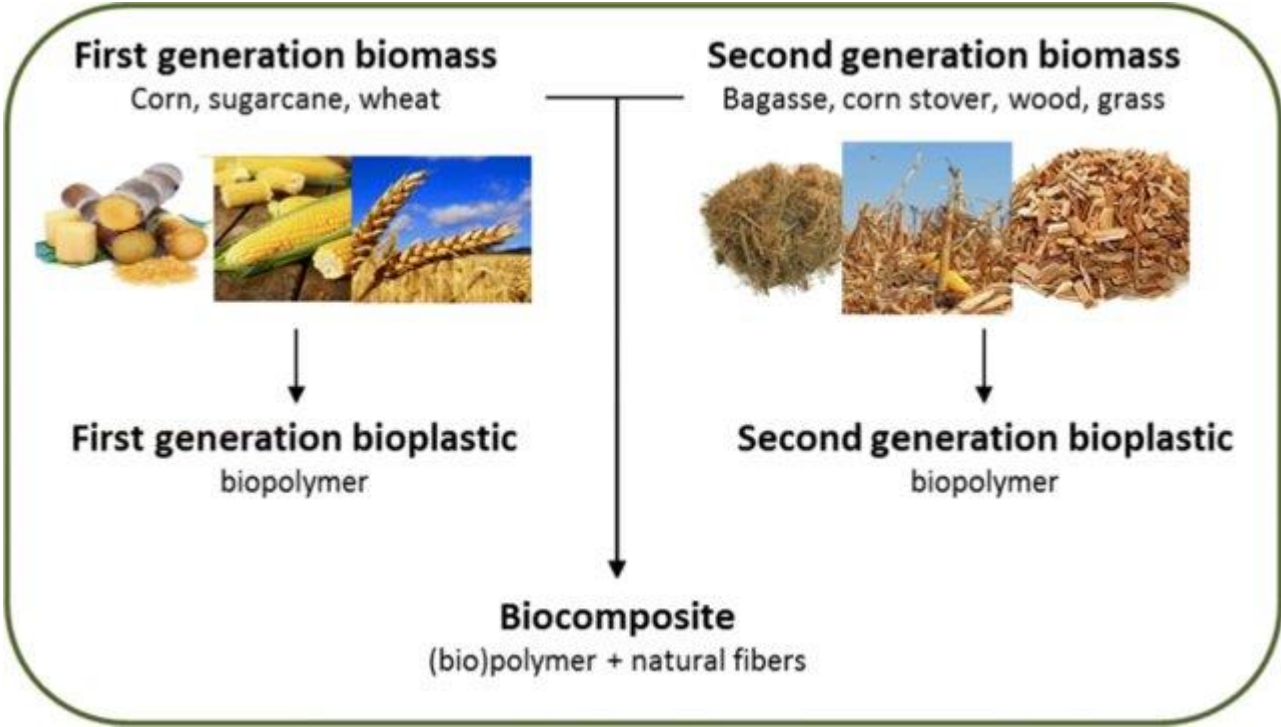 First generation biomass
Corn, sugarcane, wheat
Second generation biomass
Bagasse, corn stover, wood, grass
First generation bioplastic
biopolymer
Second generation bioplastic
biopolymer
Biocomposite
(bio)polymer + natural fibers